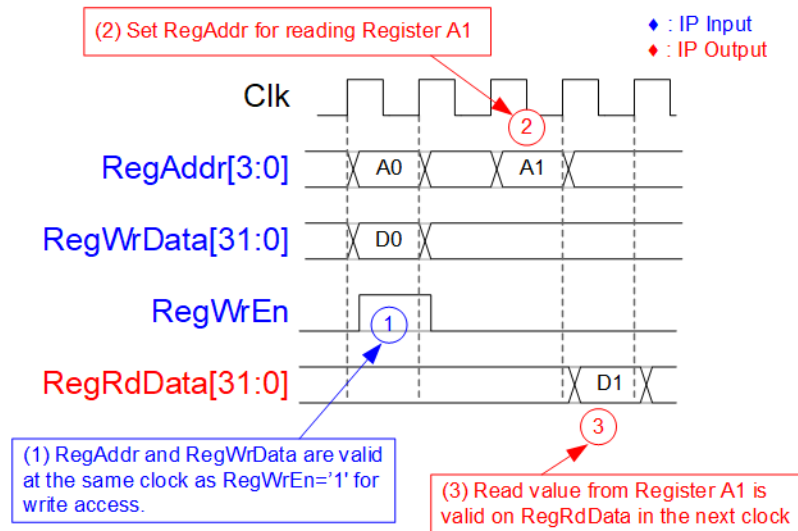 (2) Set RegAddr for reading Register A1
♦ : IP Input
♦ : IP Output
Clk
2
RegAddr[3:0]
A0
A1
RegWrData[31:0]
D0
RegWrEn
1
RegRdData[31:0]
D1
3
(1) RegAddr and RegWrData are valid
at the same clock as RegWrEn='1' for
write access.
(3) Read value from Register A1 is
valid on RegRdData in the next clock